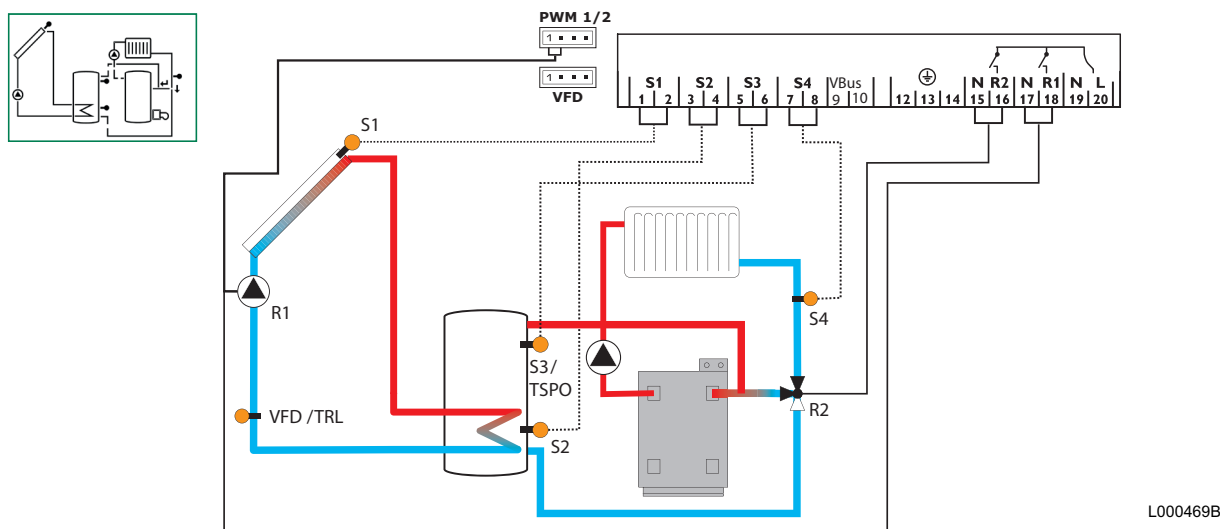 PWM 1/2
1
1
VFD
S1 S2 S3 S4 VBus N R2 N R1 N L
1 2 3 4 5 6 7 8 9 10 12 13 14 15 16 17 18 19 20
S1
R1
S4
S3/
TSPO
R2
VFD /TRL
S2
L000469B